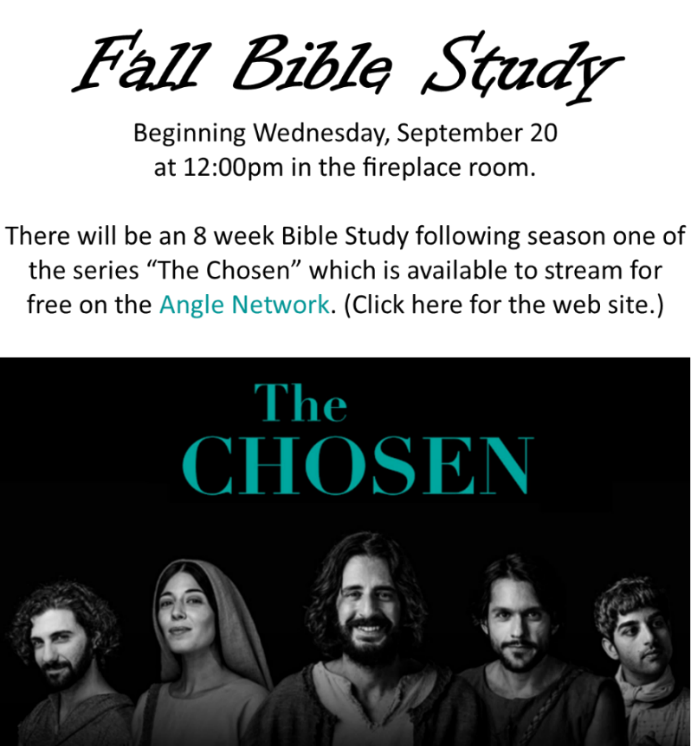 Fall Bible Study
Beginning Wednesday, September 20
at 12:00pm in the fireplace room.
There will be an 8 week Bible Study following season one of
the series “The Chosen” which is available to stream for
free on the Angle Network. (Click here for the web site.)
The
CHOSEN